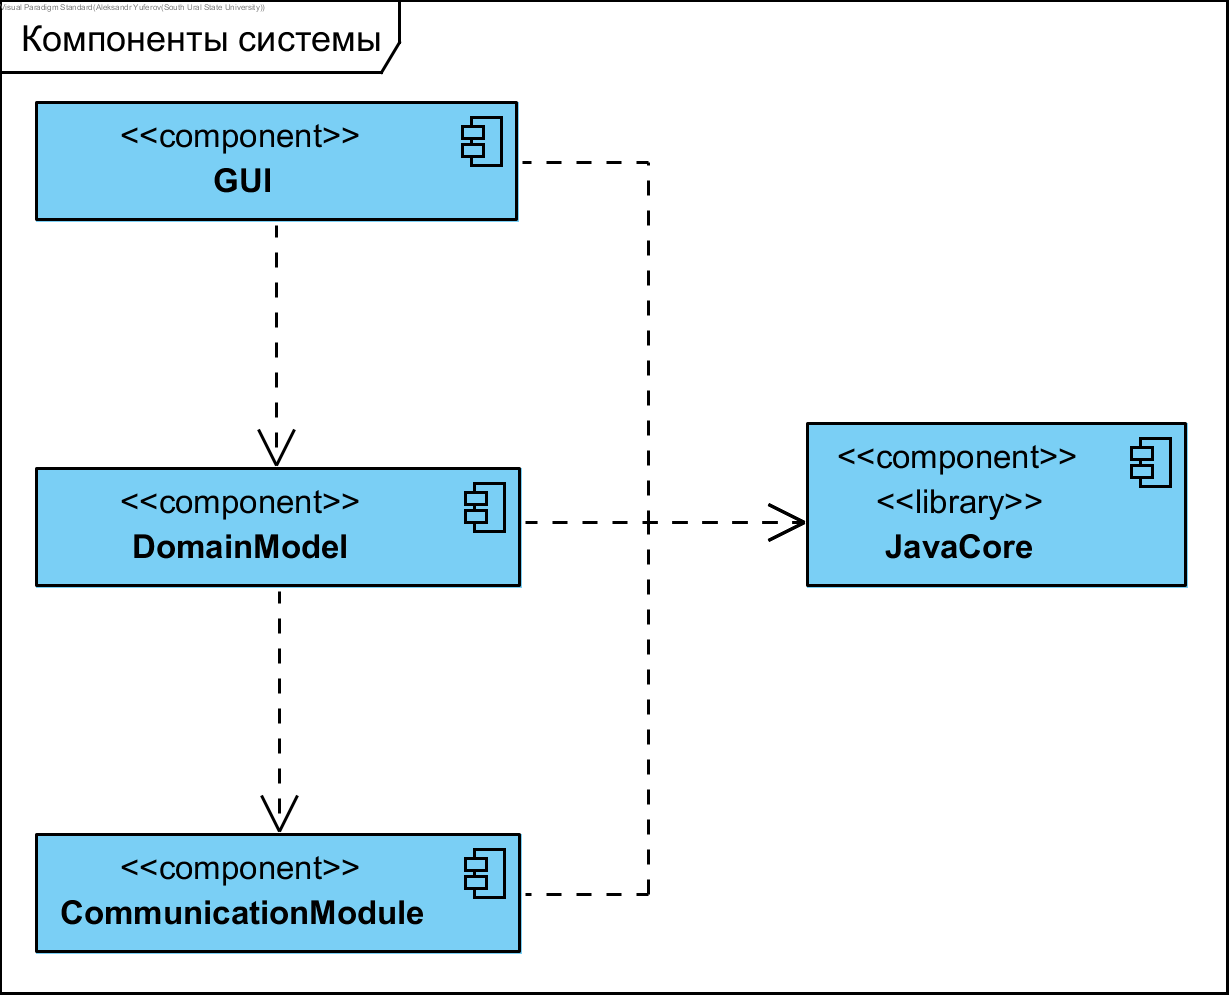 Visual Paradigm Standard(Aleksandr Yuferov(South Ural State University))
Компоненты системы
<<component>>
GUI
<<component>>
DomainModel
<<component>>
<<library>>
JavaCore
<<component>>
CommunicationModule